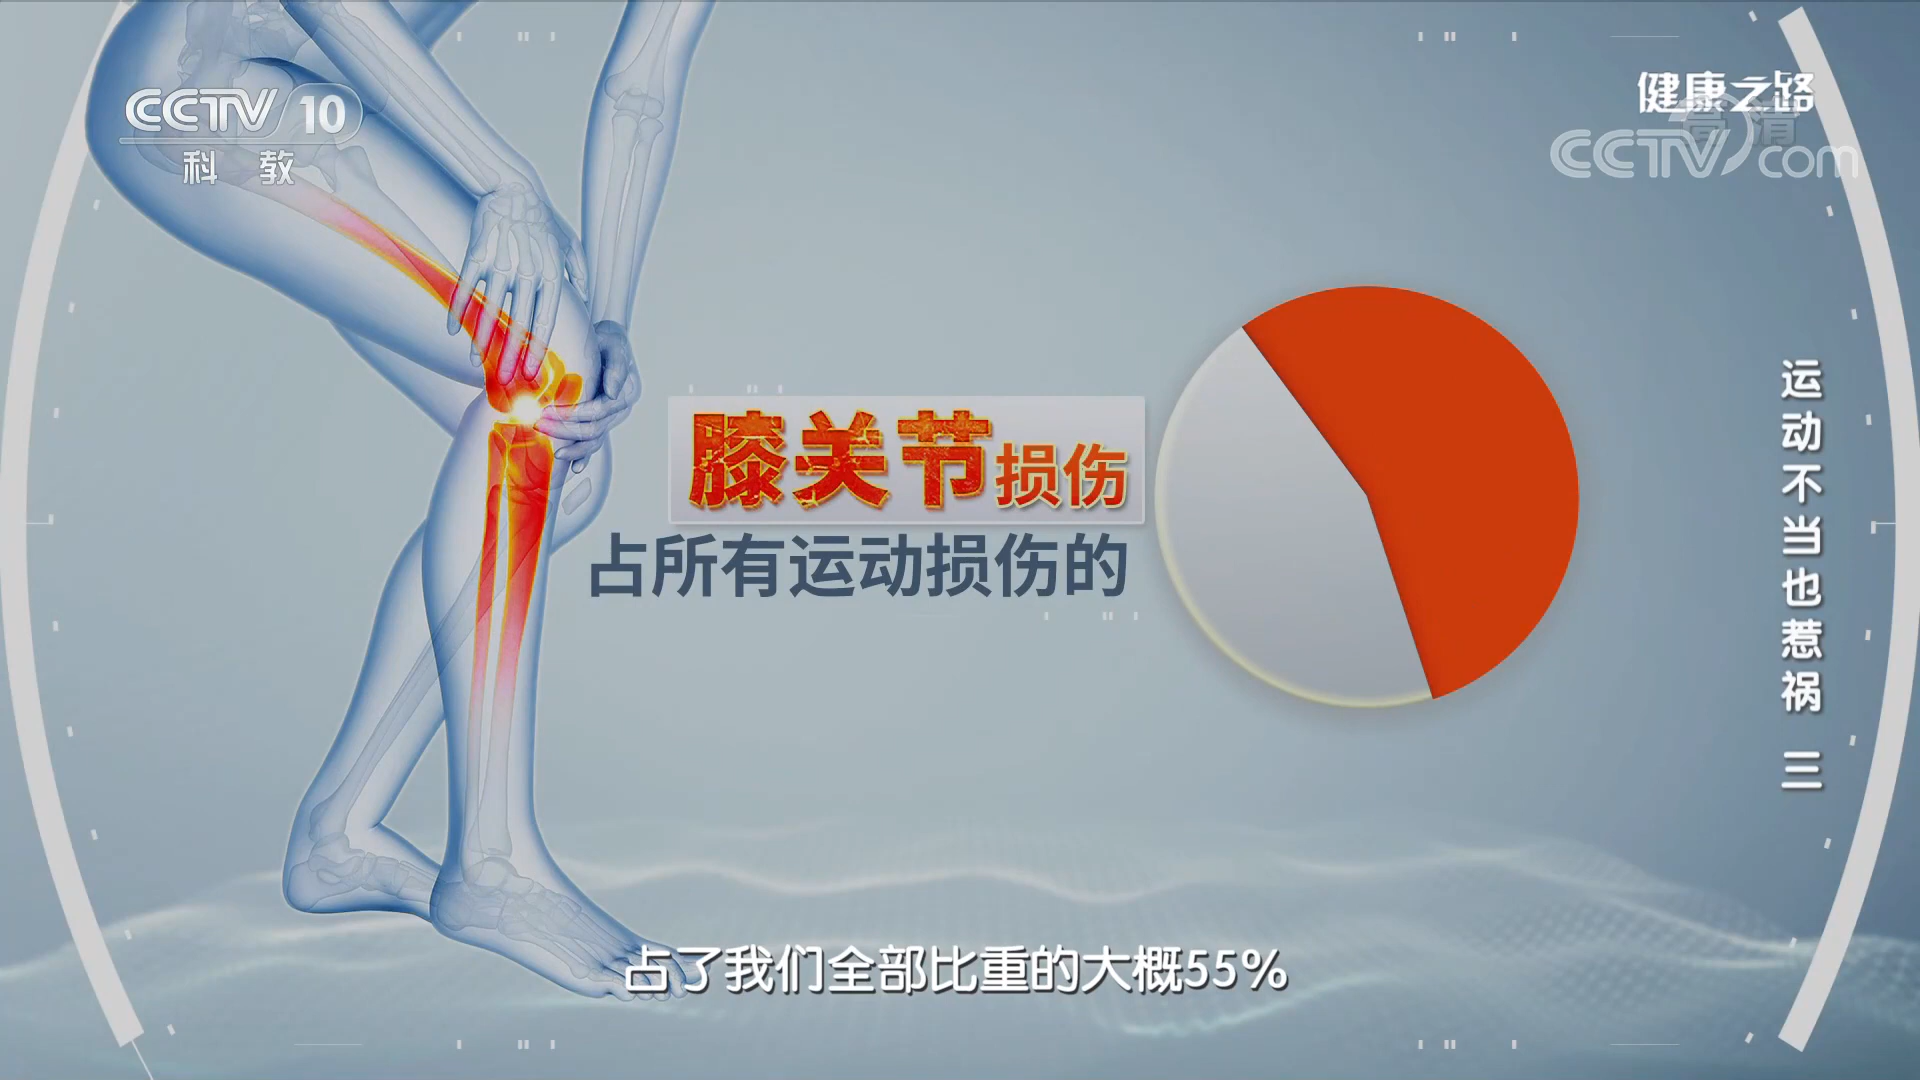 CCTV 10
科 教
健康之路
高清
CCTV.com
膝关节损伤
占所有运动损伤的
运动不当也惹祸 三
占了我们全部比重的大概55%